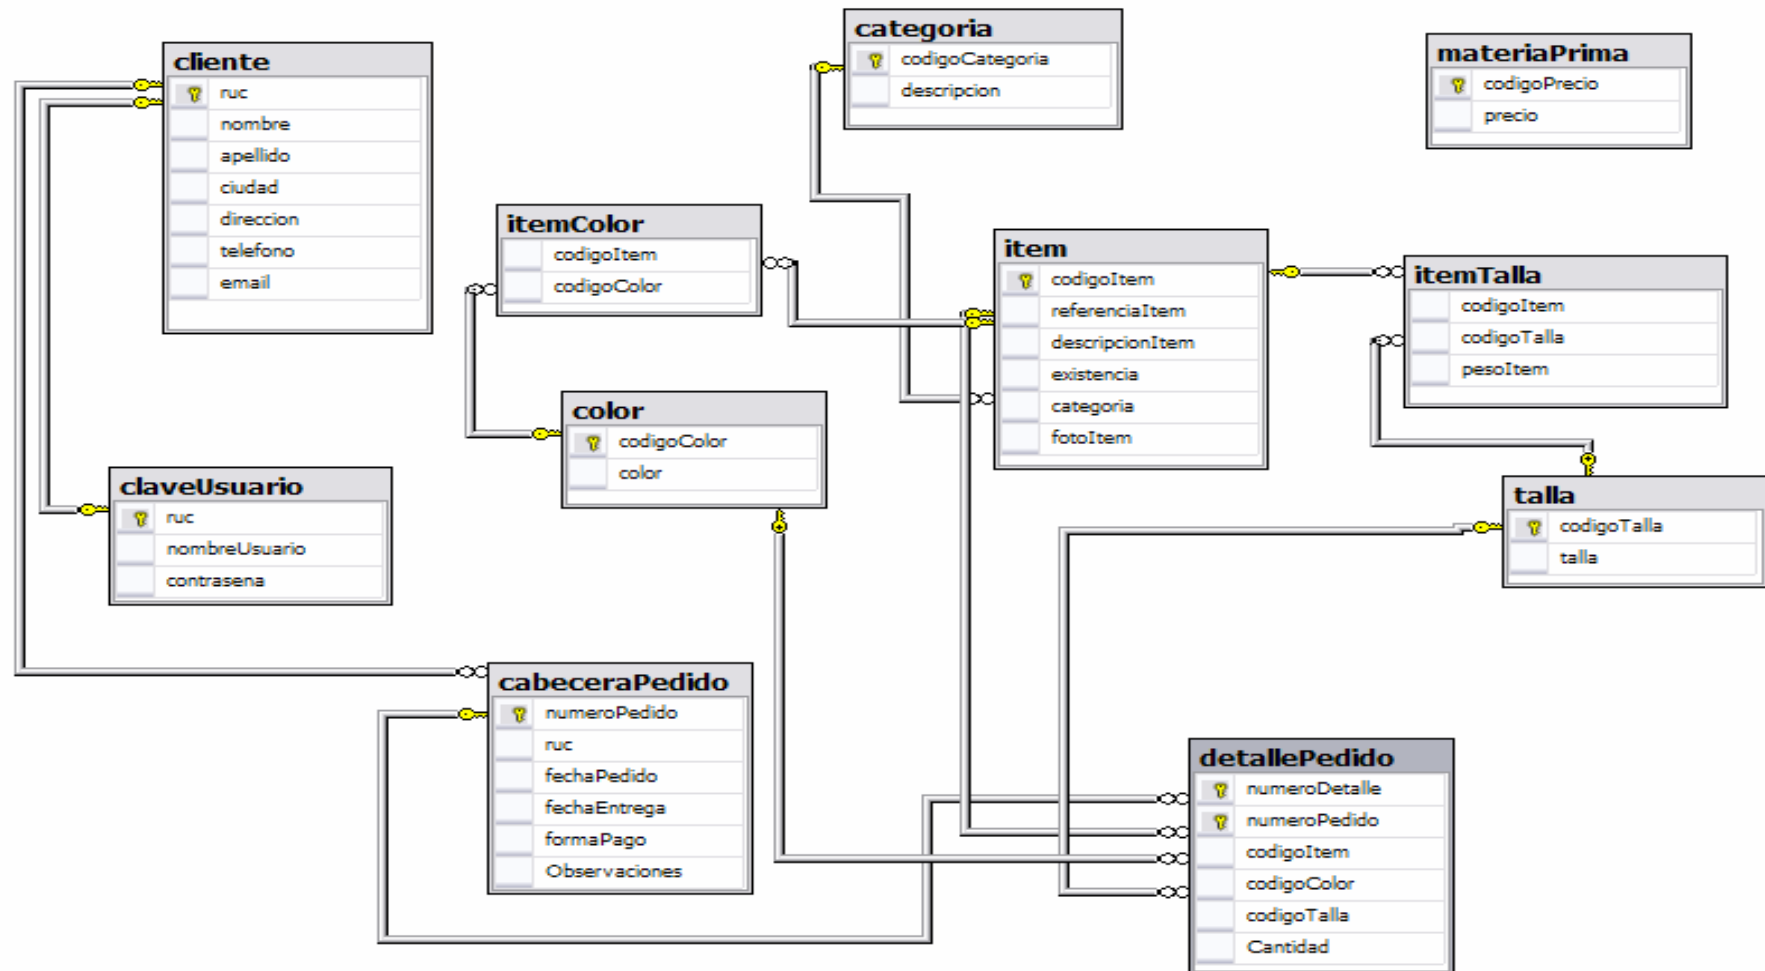 cliente
ruc
nombre
apellido
ciudad
direccion
telefono
email
categoria
codigoCategoria
descripcion
materiaPrima
codigoPrecio
precio
itemColor
codigoItem
codigoColor
item
codigoItem
referenciaItem
descripcionItem
existencia
categoria
fotoItem
itemTalla
codigoItem
codigoTalla
pesoItem
color
codigoColor
color
claveUsuario
ruc
nombreUsuario
contrasena
talla
codigoTalla
talla
cabeceraPedido
numeroPedido
ruc
fechaPedido
fechaEntrega
formaPago
Observaciones
detallePedido
numeroDetalle
numeroPedido
codigoItem
codigoColor
codigoTalla
Cantidad